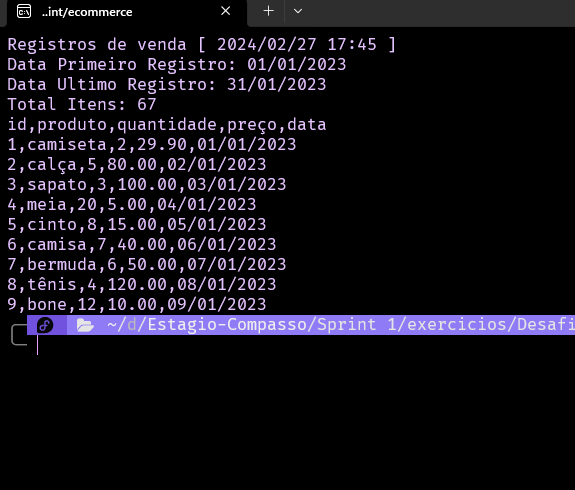 ..int/ecommerce
Registros de venda [ 2024/02/27 17:45 ]
Data Primeiro Registro: 01/01/2023
Data Ultimo Registro: 31/01/2023
Total Itens: 67
id,produto,quantidade,preço,data
1,camiseta,2,29.90,01/01/2023
2,calça,5,80.00,02/01/2023
3,sapato,3,100.00,03/01/2023
4,meia,20,5.00,04/01/2023
5,cinto,8,15.00,05/01/2023
6,camisa,7,40.00,06/01/2023
7,bermuda,6,50.00,07/01/2023
8,tênis,4,120.00,08/01/2023
9,bone,12,10.00,09/01/2023
~/d/Estagio-Compasso/Sprint 1/exercicios/Desafi